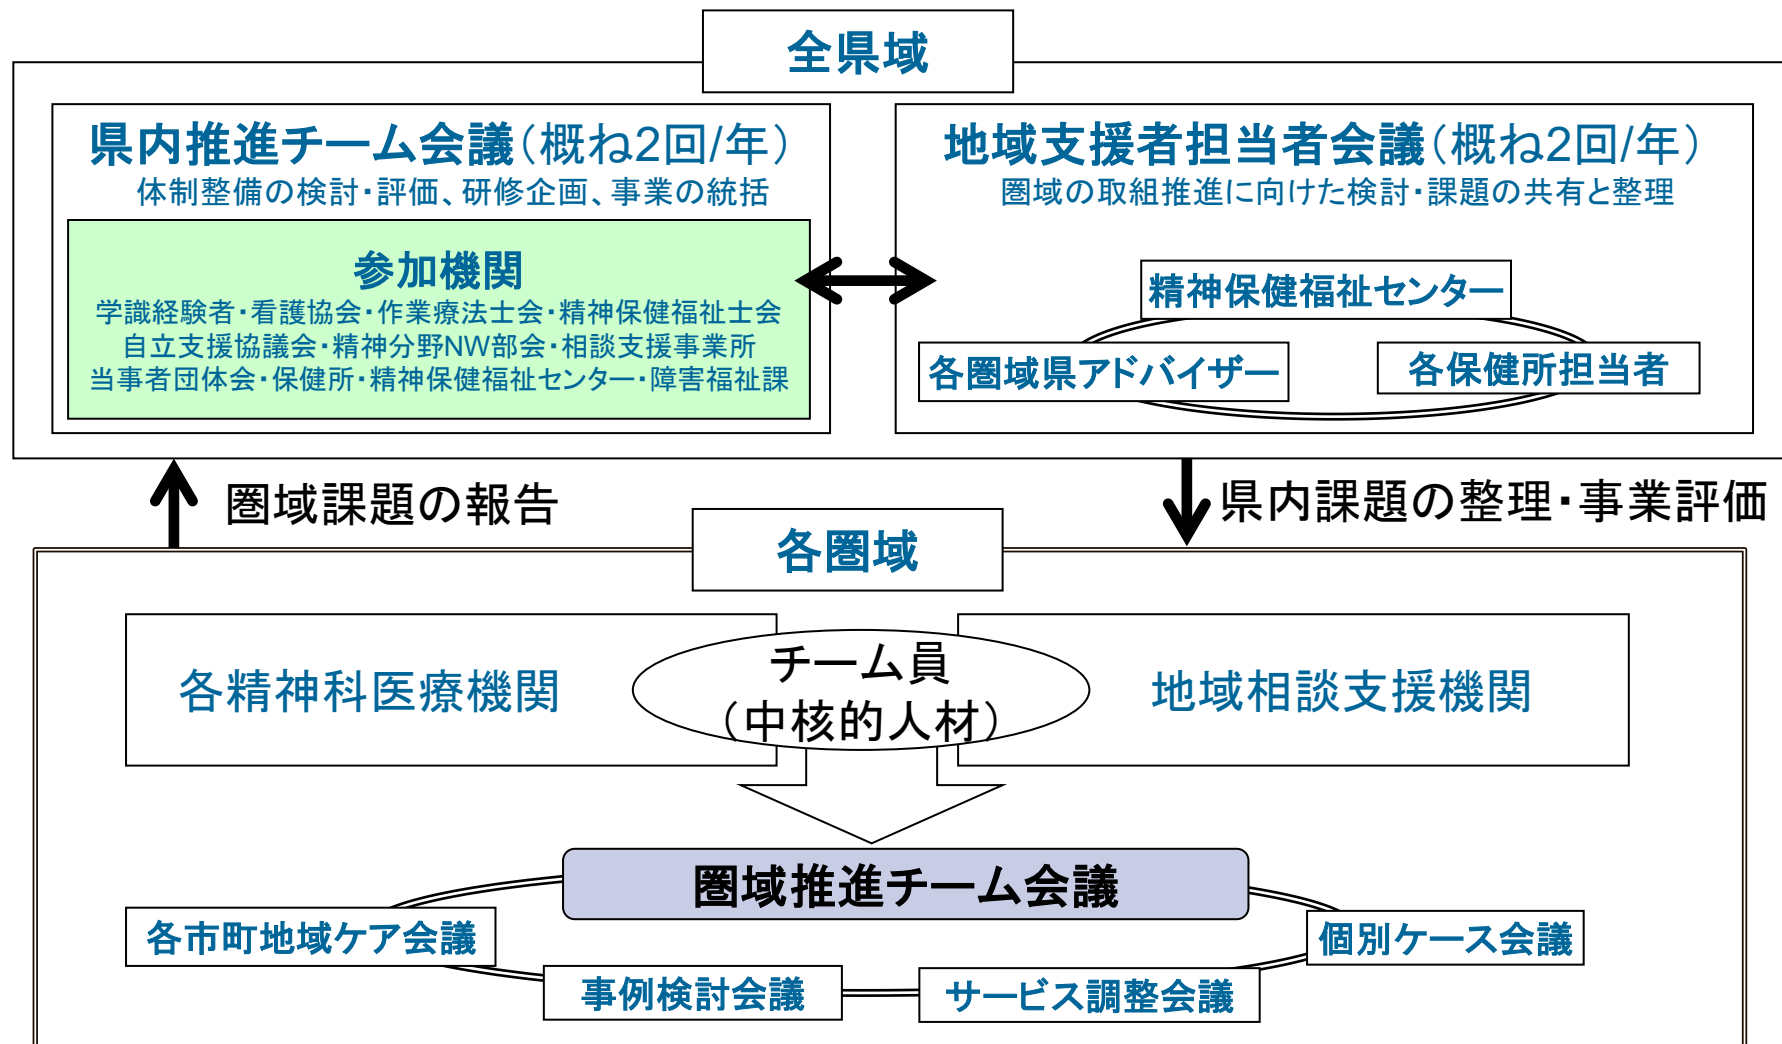 全県域
県内推進チーム会議（概ね2回/年）
体制整備の検討・評価、研修企画、事業の統括
参加機関
学識経験者・看護協会・作業療法士会・精神保健福祉士会
自立支援協議会・精神分野NW部会・相談支援事業所
当事者団体会・保健所・精神保健福祉センター・障害福祉課
地域支援者担当者会議（概ね2回/年）
圏域の取組推進に向けた検討・課題の共有と整理
精神保健福祉センター
各圏域県アドバイザー
各保健所担当者
圏域課題の報告
県内課題の整理・事業評価
各圏域
各精神科医療機関
チーム員
（中核的人材）
地域相談支援機関
圏域推進チーム会議
各市町地域ケア会議
事例検討会議
サービス調整会議
個別ケース会議